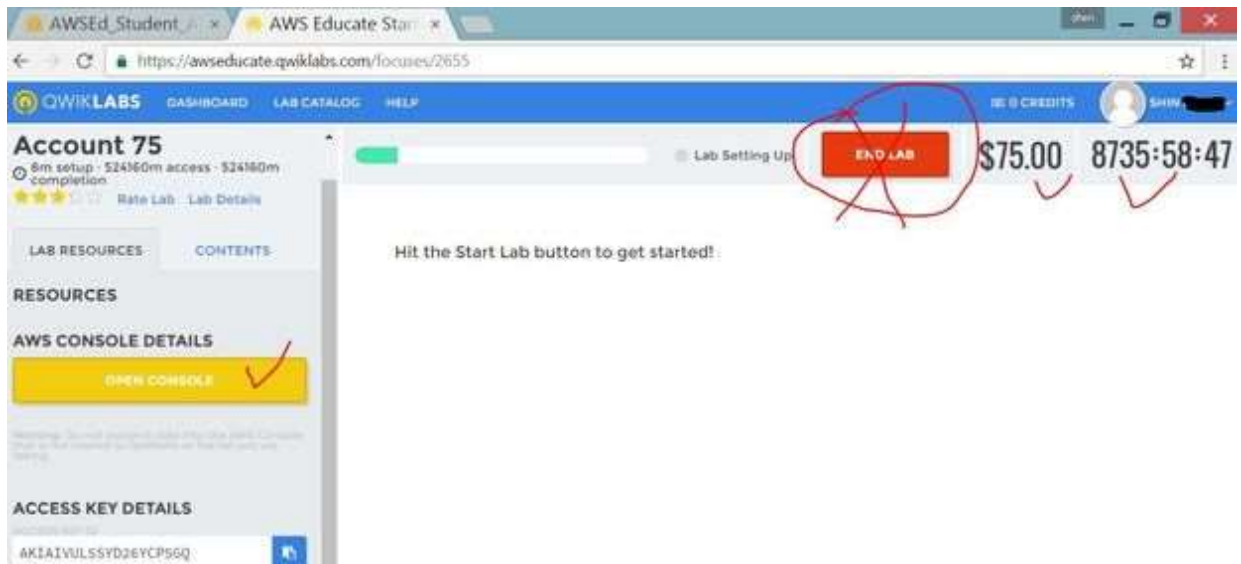 AWSEd_Student_A
AWS Educate Star
shen
https://awseducate.qwiklabs.com/focuses/2655
QWIKLABS DASHBOARD LAB CATALOG HELP 0 CREDITS SHIN
Account 75
6m setup · 524160m access · 524160m
completion
Rate Lab Lab Details
Lab Setting Up
END LAB
$75.00
8735:58:47
LAB RESOURCES CONTENTS
Hit the Start Lab button to get started!
RESOURCES
AWS CONSOLE DETAILS
OPEN CONSOLE
ACCESS KEY DETAILS